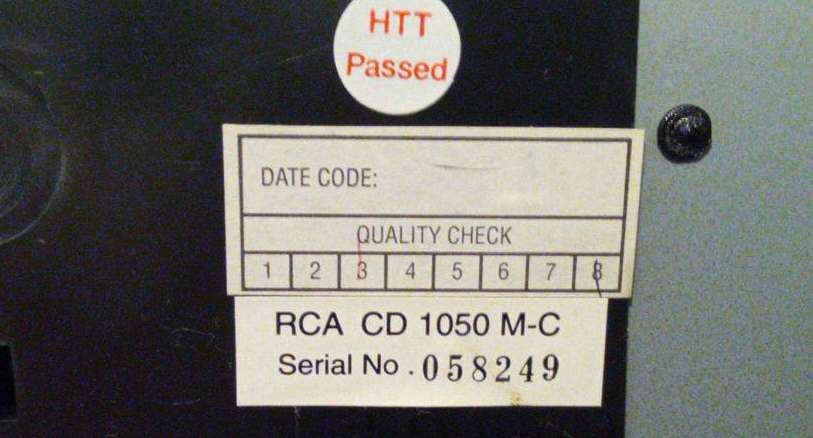 HTT
Passed
DATE CODE:
QUALITY CHECK
1 2 3 4 5 6 7 8
RCA CD 1050 M-C
Serial No . 058249